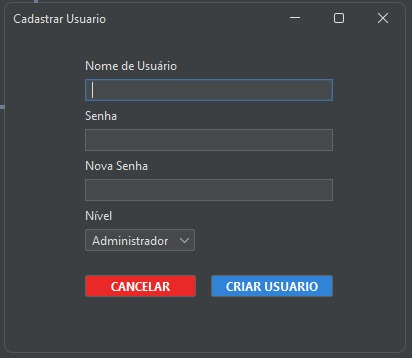 Cadastrar Usuario
Nome de Usuário
Senha
Nova Senha
Nível
Administrador
CANCELAR CRIAR USUARIO